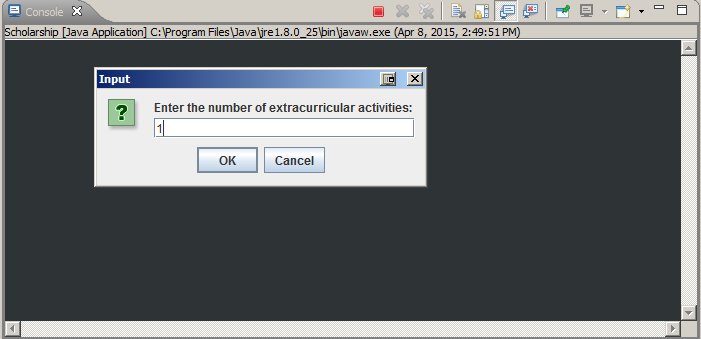 Console
Scholarship [Java Application] C:\Program Files\Java\jre1.8.0_25\bin\javaw.exe (Apr 8, 2015, 2:49:51 PM)
Input
?
Enter the number of extracurricular activities:
1
OK Cancel